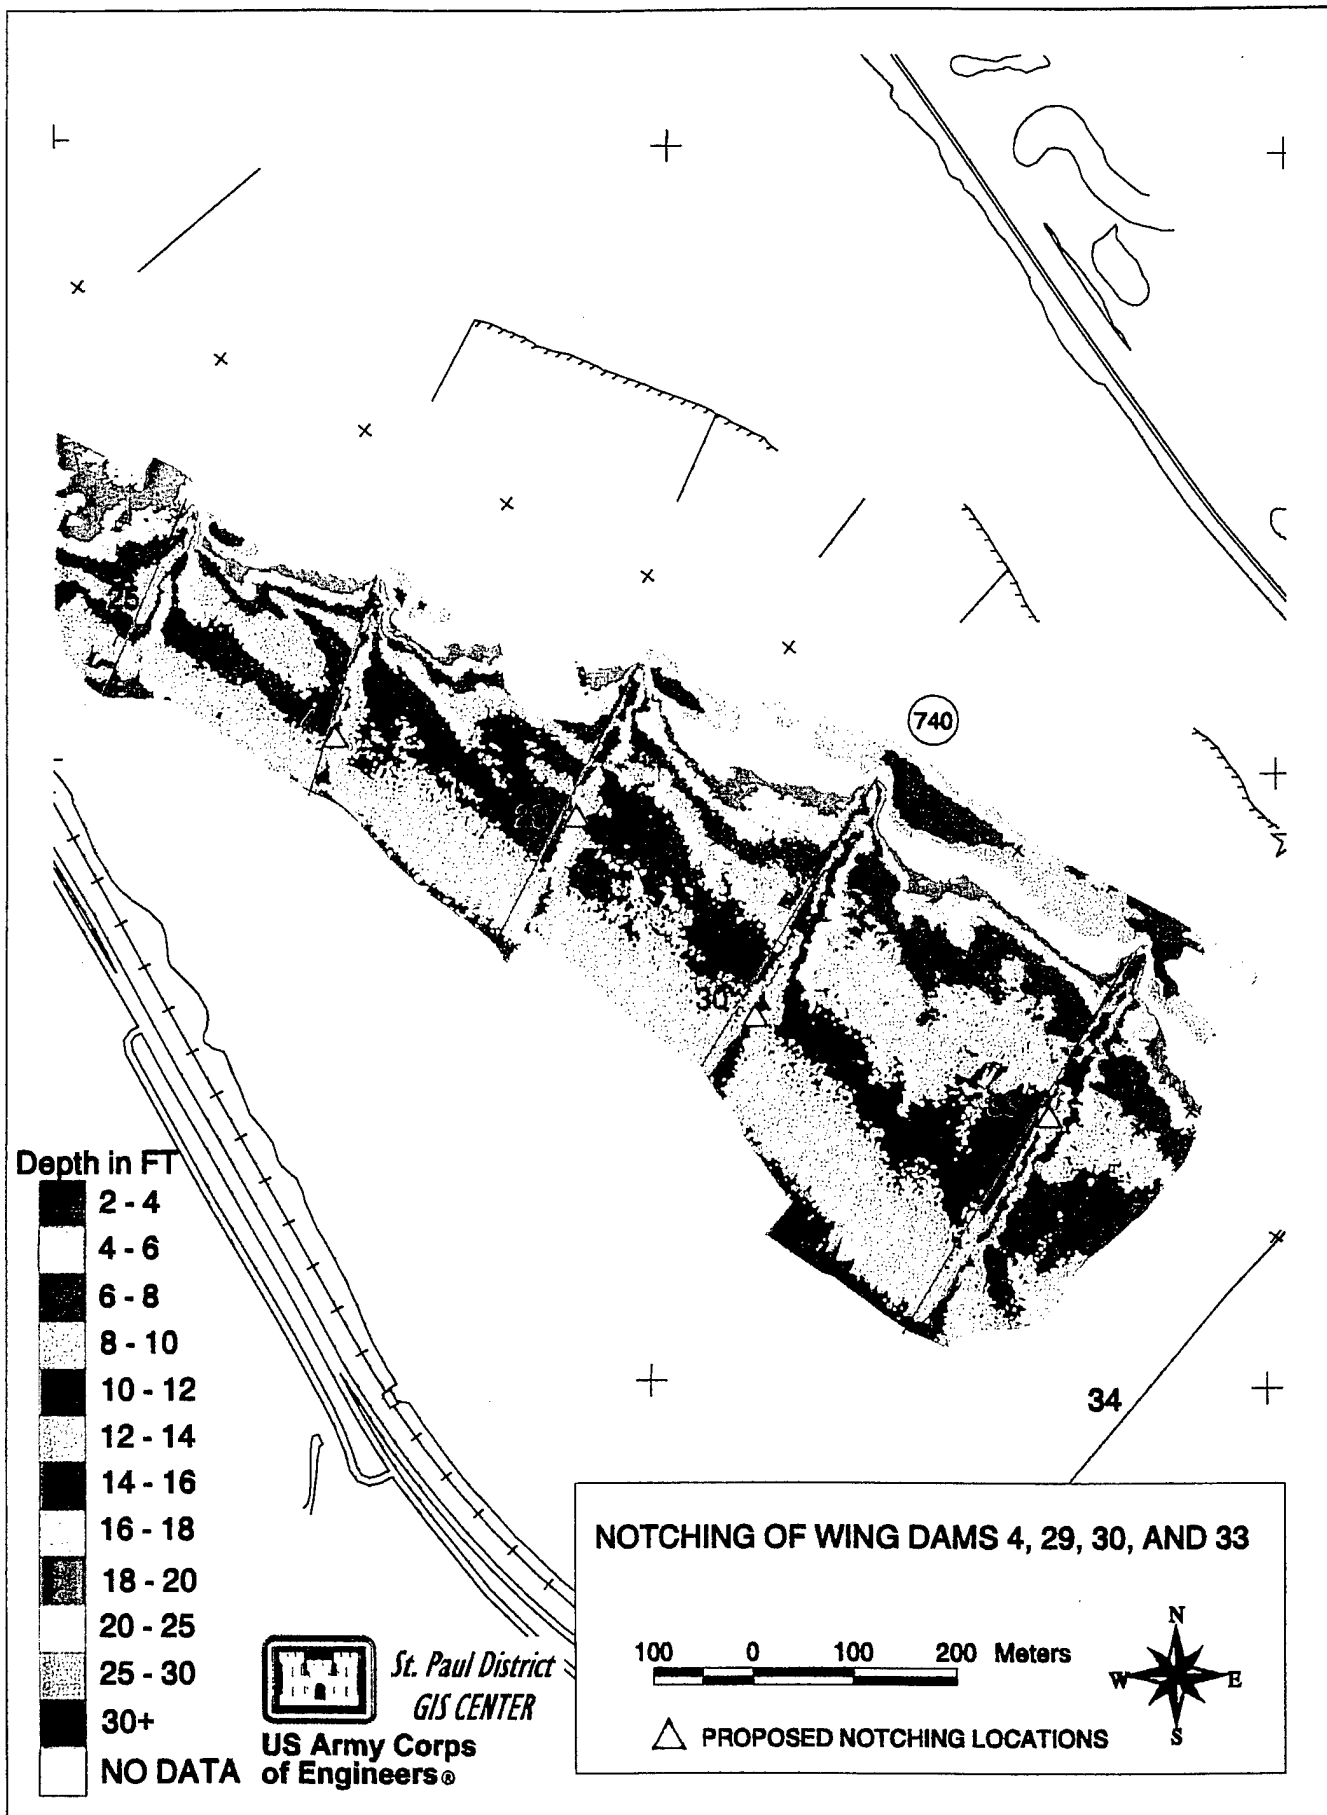 740
25
29
30
33
34
Depth in FT
2 - 4
4 - 6
6 - 8
8 - 10
10 - 12
12 - 14
14 - 16
16 - 18
18 - 20
20 - 25
25 - 30
30+
NO DATA
St. Paul District
GIS CENTER
US Army Corps
of Engineers®
NOTCHING OF WING DAMS 4, 29, 30, AND 33
100 0 100 200 Meters
N
W E
S
PROPOSED NOTCHING LOCATIONS